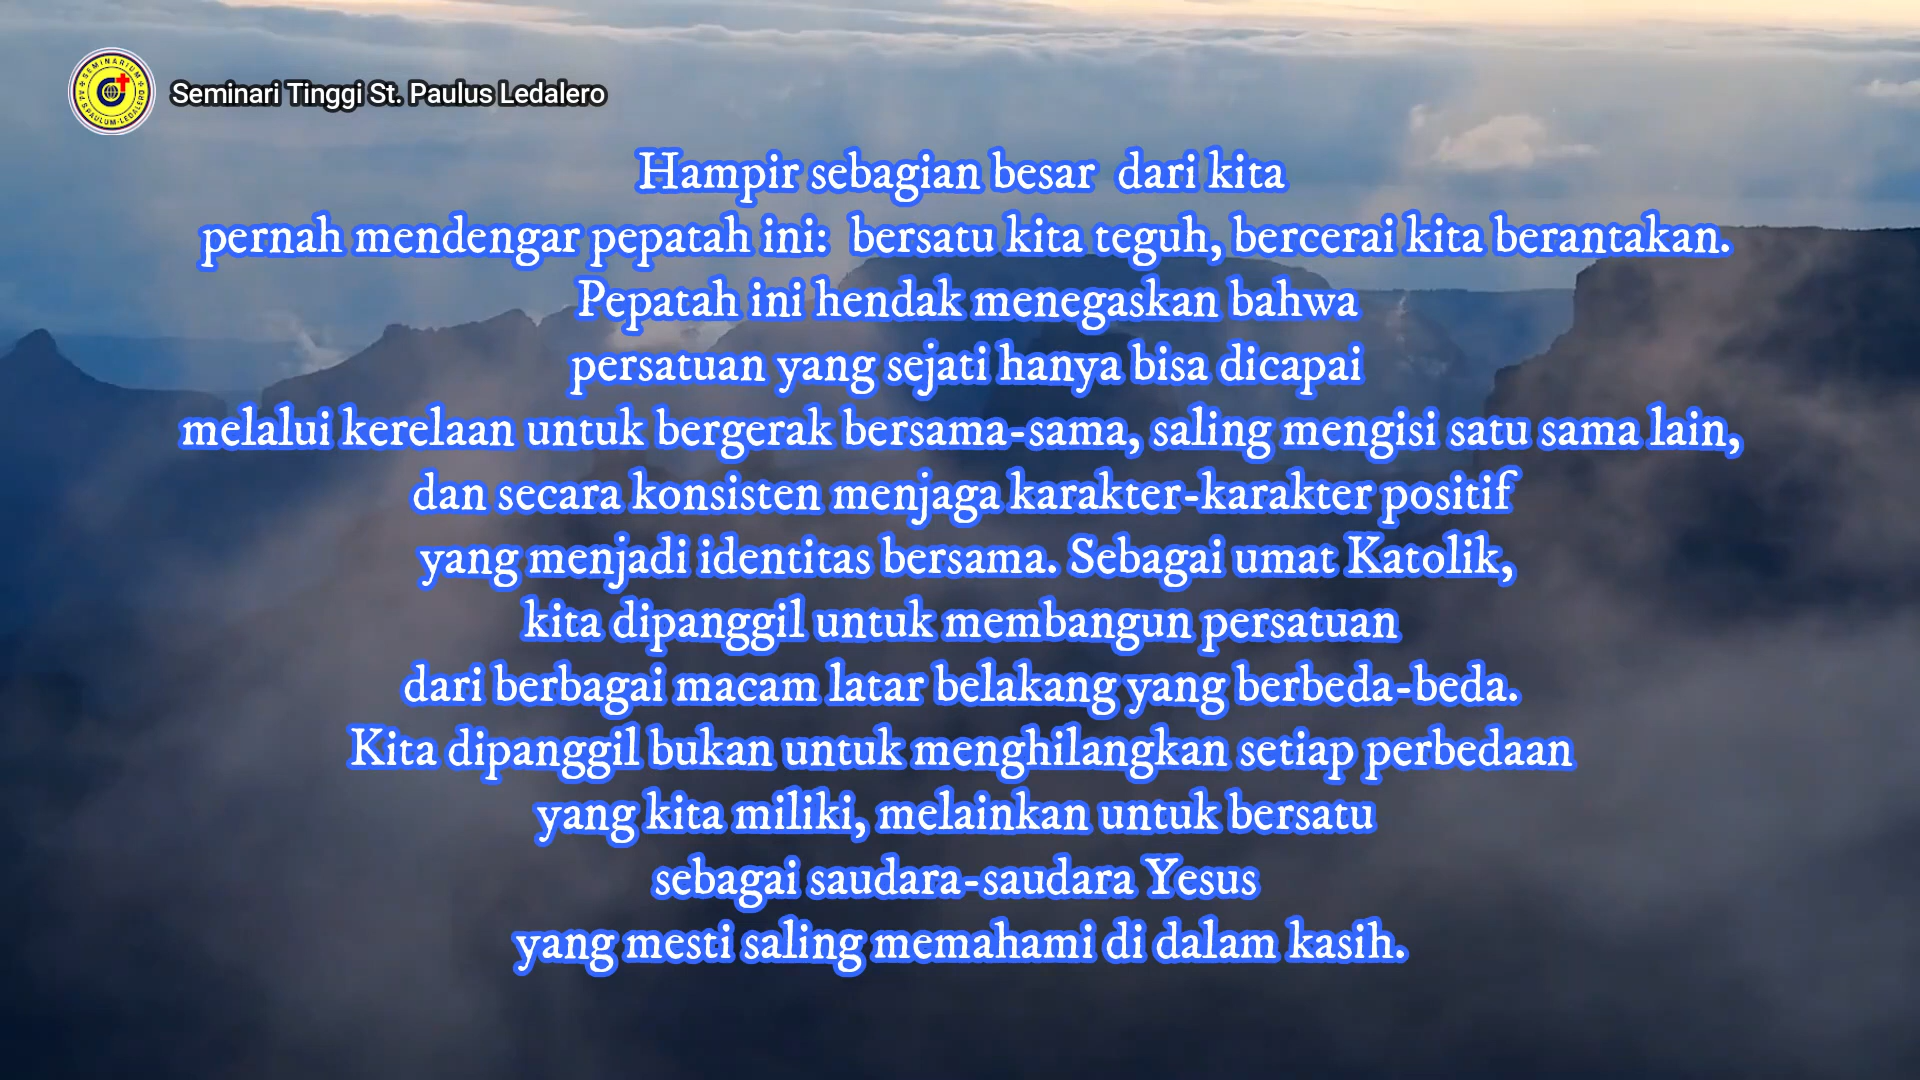 SEMINARIUM
Seminari Tinggi St. Paulus Ledalero
Hampir sebagian besar dari kita
pernah mendengar pepatah ini: bersatu kita teguh, bercerai kita berantakan.
Pepatah ini hendak menegaskan bahwa
persatuan yang sejati hanya bisa dicapai
melalui kerelaan untuk bergerak bersama-sama, saling mengisi satu sama lain,
dan secara konsisten menjaga karakter-karakter positif
yang menjadi identitas bersama. Sebagai umat Katolik,
kita dipanggil untuk membangun persatuan
dari berbagai macam latar belakang yang berbeda-beda.
Kita dipanggil bukan untuk menghilangkan setiap perbedaan
yang kita miliki, melainkan untuk bersatu
sebagai saudara-saudara Yesus
yang mesti saling memahami di dalam kasih.